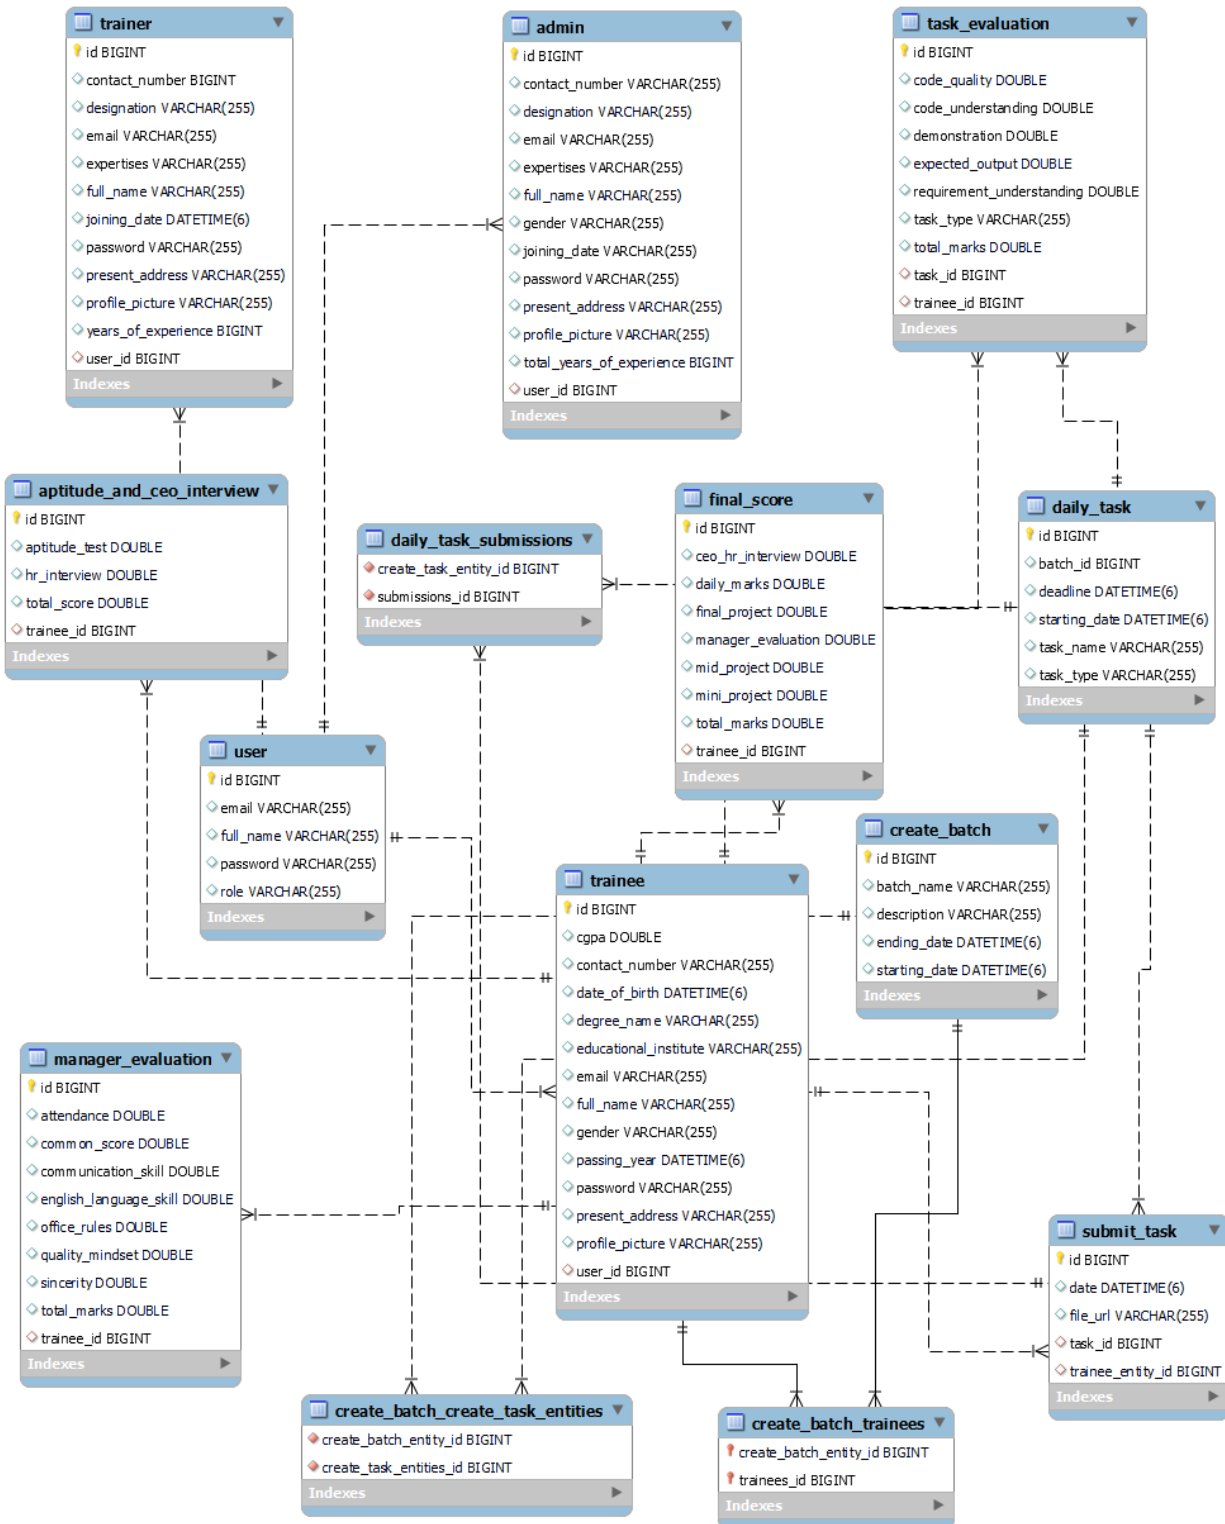 trainer
id BIGINT
contact_number BIGINT
designation VARCHAR(255)
email VARCHAR(255)
expertises VARCHAR(255)
full_name VARCHAR(255)
joining_date DATETIME(6)
password VARCHAR(255)
present_address VARCHAR(255)
profile_picture VARCHAR(255)
years_of_experience BIGINT
user_id BIGINT
Indexes
admin
id BIGINT
contact_number VARCHAR(255)
designation VARCHAR(255)
email VARCHAR(255)
expertises VARCHAR(255)
full_name VARCHAR(255)
gender VARCHAR(255)
joining_date VARCHAR(255)
password VARCHAR(255)
present_address VARCHAR(255)
profile_picture VARCHAR(255)
total_years_of_experience BIGINT
user_id BIGINT
Indexes
task_evaluation
id BIGINT
code_quality DOUBLE
code_understanding DOUBLE
demonstration DOUBLE
expected_output DOUBLE
requirement_understanding DOUBLE
task_type VARCHAR(255)
total_marks DOUBLE
task_id BIGINT
trainee_id BIGINT
Indexes
aptitude_and_ceo_interview
id BIGINT
aptitude_test DOUBLE
hr_interview DOUBLE
total_score DOUBLE
trainee_id BIGINT
Indexes
daily_task_submissions
create_task_entity_id BIGINT
submissions_id BIGINT
Indexes
final_score
id BIGINT
ceo_hr_interview DOUBLE
daily_marks DOUBLE
final_project DOUBLE
manager_evaluation DOUBLE
mid_project DOUBLE
mini_project DOUBLE
total_marks DOUBLE
trainee_id BIGINT
Indexes
daily_task
id BIGINT
batch_id BIGINT
deadline DATETIME(6)
starting_date DATETIME(6)
task_name VARCHAR(255)
task_type VARCHAR(255)
Indexes
user
id BIGINT
email VARCHAR(255)
full_name VARCHAR(255)
password VARCHAR(255)
role VARCHAR(255)
Indexes
trainee
id BIGINT
cgpa DOUBLE
contact_number VARCHAR(255)
date_of_birth DATETIME(6)
degree_name VARCHAR(255)
educational_institute VARCHAR(255)
email VARCHAR(255)
full_name VARCHAR(255)
gender VARCHAR(255)
passing_year DATETIME(6)
password VARCHAR(255)
present_address VARCHAR(255)
profile_picture VARCHAR(255)
user_id BIGINT
Indexes
create_batch
id BIGINT
batch_name VARCHAR(255)
description VARCHAR(255)
ending_date DATETIME(6)
starting_date DATETIME(6)
Indexes
manager_evaluation
id BIGINT
attendance DOUBLE
common_score DOUBLE
communication_skill DOUBLE
english_language_skill DOUBLE
office_rules DOUBLE
quality_mindset DOUBLE
sincerity DOUBLE
total_marks DOUBLE
trainee_id BIGINT
Indexes
submit_task
id BIGINT
date DATETIME(6)
file_url VARCHAR(255)
task_id BIGINT
trainee_entity_id BIGINT
Indexes
create_batch_create_task_entities
create_batch_entity_id BIGINT
create_task_entities_id BIGINT
Indexes
create_batch_trainees
create_batch_entity_id BIGINT
trainees_id BIGINT
Indexes